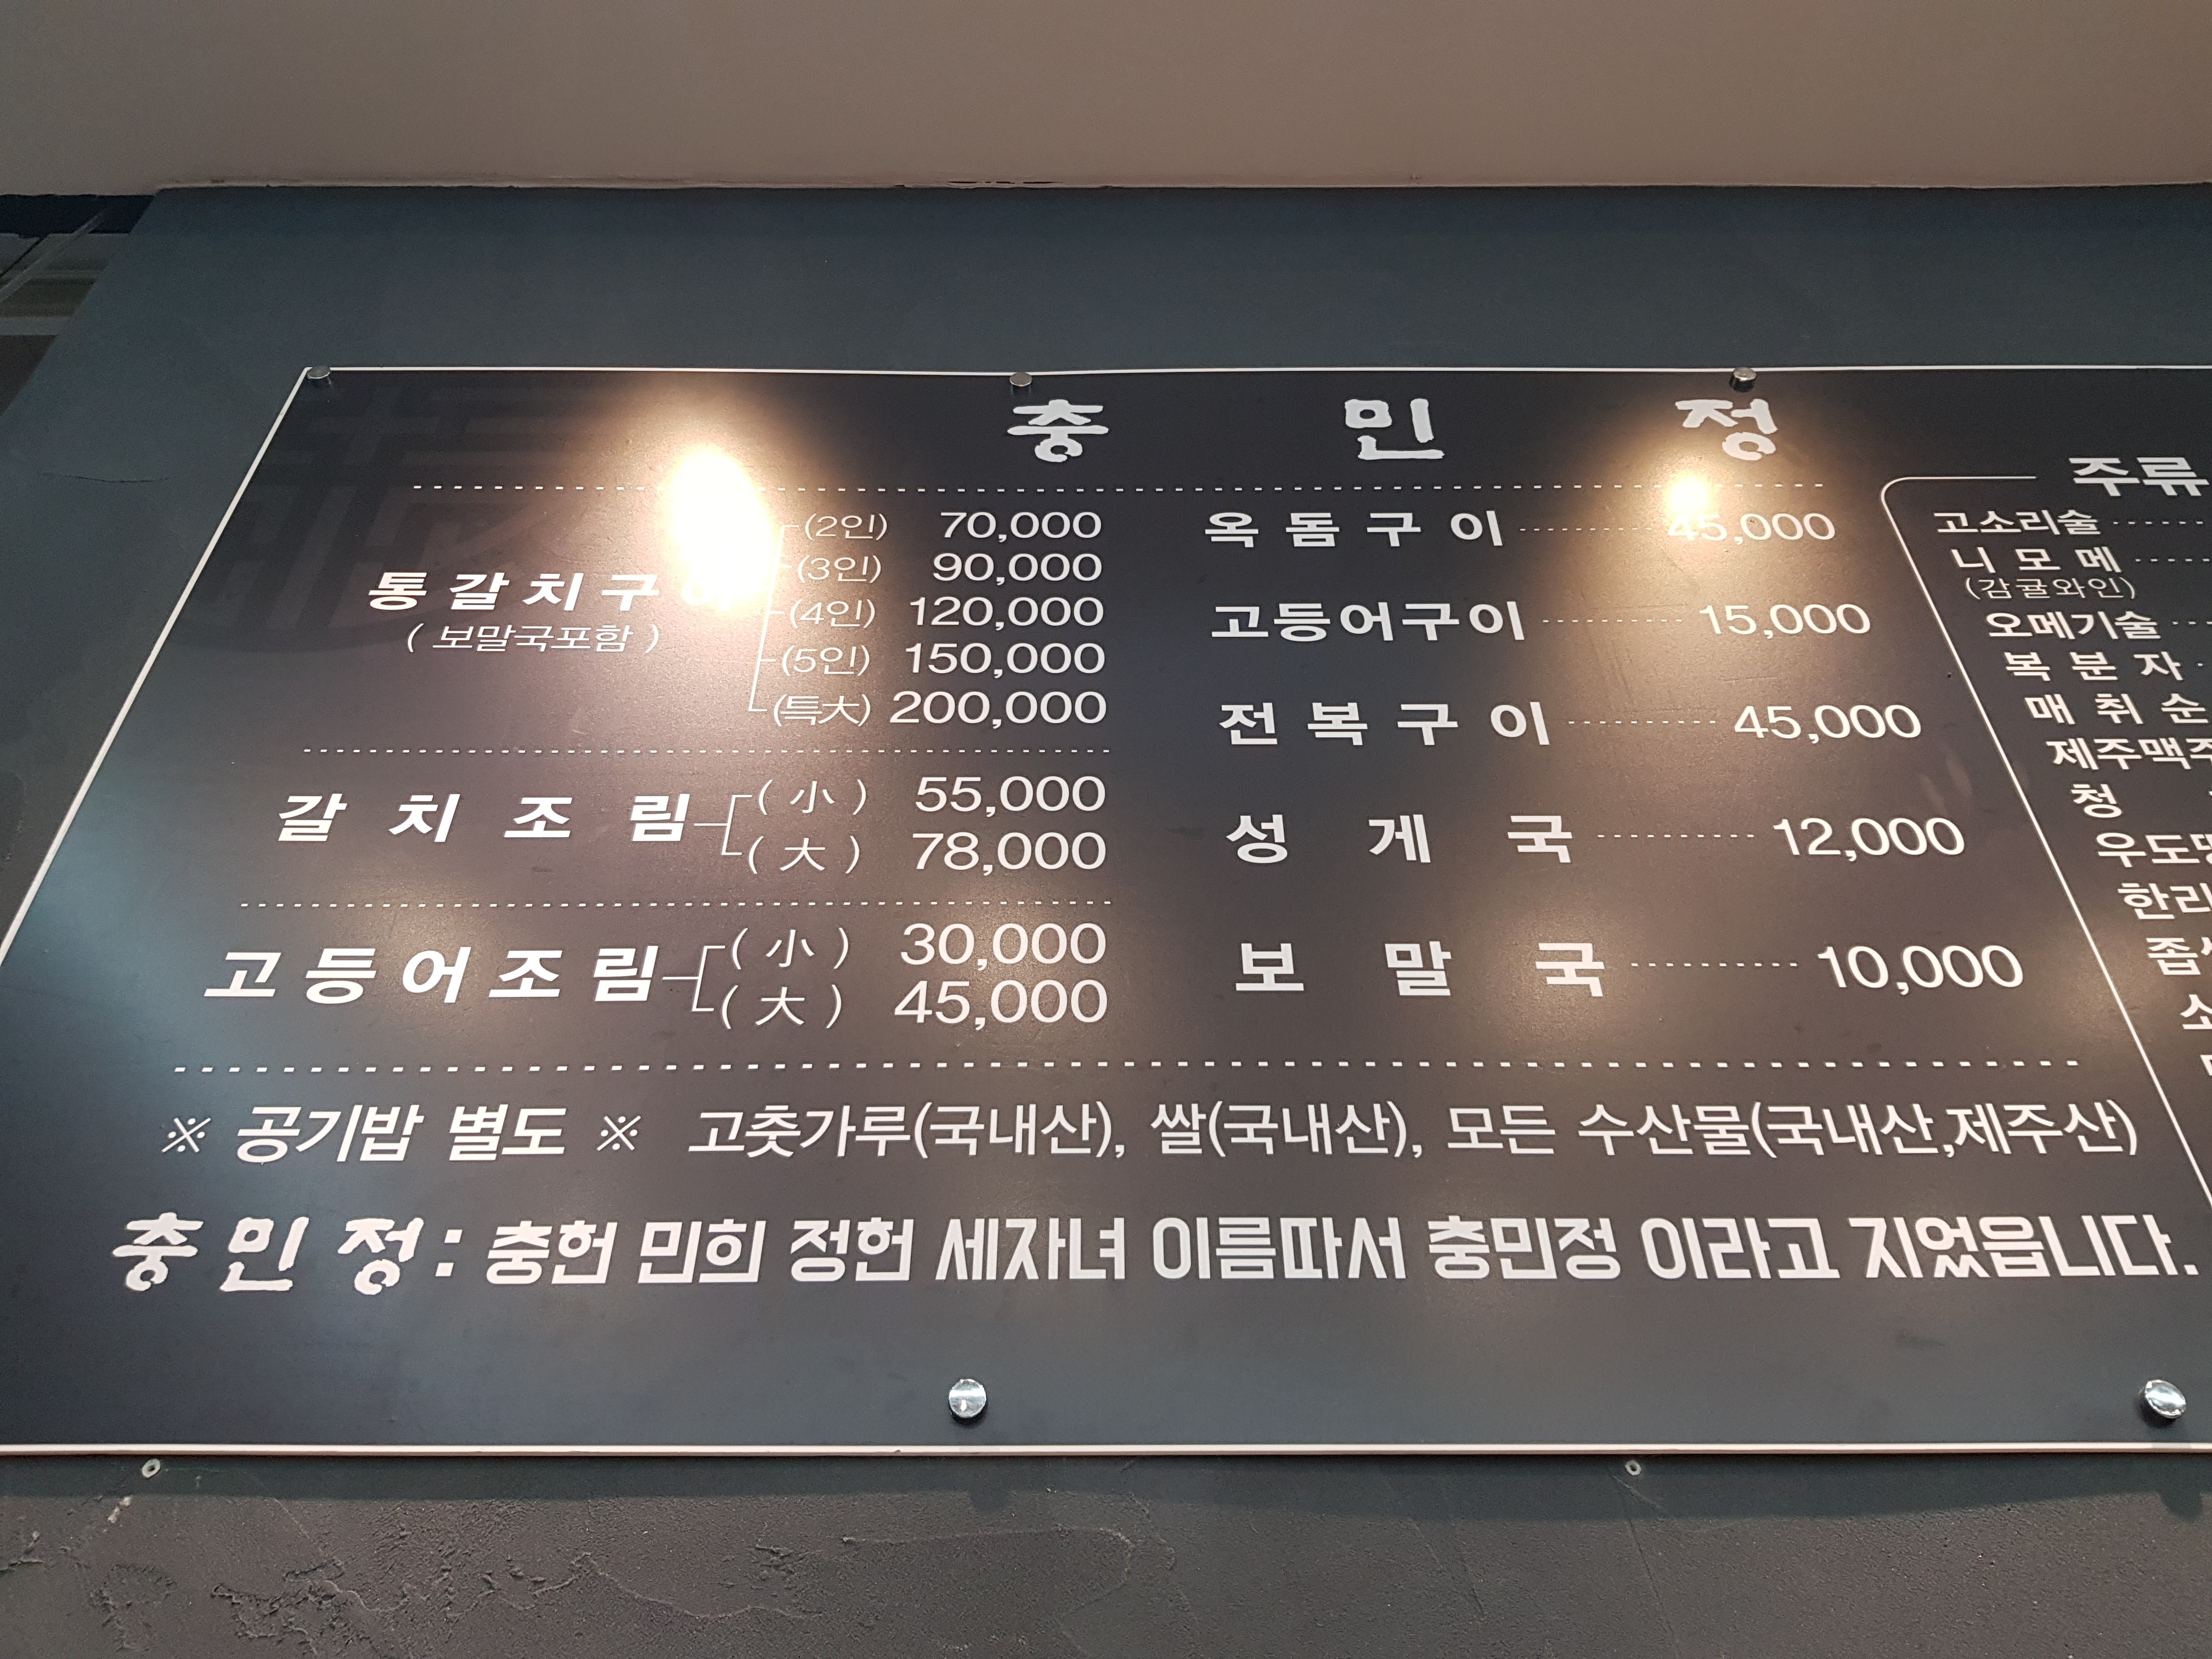 충 민 정
통갈치구이
(보말국포함)
(2인) 70,000
(3인) 90,000
(4인) 120,000
(5인) 150,000
(특大) 200,000
갈치조림
(小) 55,000
(大) 78,000
고등어조림
(小) 30,000
(大) 45,000
옥돔구이 45,000
고등어구이 15,000
전복구이 45,000
성게국 12,000
보말국 10,000
주류
고소리술
니모메
(감귤와인)
오메기술
복분자
매취순
제주맥주
청
우도땅
한라
※ 공기밥 별도 ※ 고춧가루(국내산), 쌀(국내산), 모든 수산물(국내산,제주산)
충민정: 충헌 민희 정헌 세자녀 이름따서 충민정 이라고 지었읍니다.